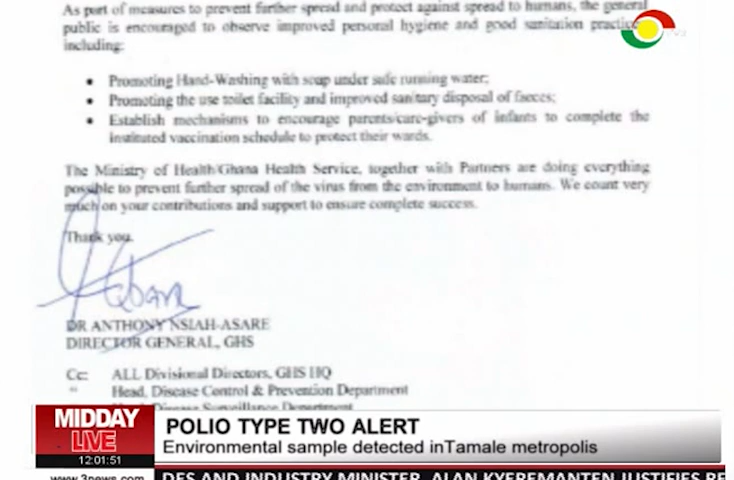 As part of measures to prevent further spread and protect against spread to humans, the general
public is encouraged to observe improved personal hygiene and good sanitation practices
including:
• Promoting Hand-Washing with soap under safe running water;
• Promoting the use toilet facility and improved sanitary disposal of faeces;
• Establish mechanisms to encourage parents/care-givers of infants to complete the
instituted vaccination schedule to protect their wards.
The Ministry of Health/Ghana Health Service, together with Partners are doing everything
possible to prevent further spread of the virus from the environment to humans. We count very
much on your contributions and support to ensure complete success.
Thank you.
DR ANTHONY NSIAH-ASARE
DIRECTOR GENERAL, GHS
Cc: ALL Divisional Directors, GHS HQ
" Head, Disease Control & Prevention Department
Head Disease Surveillance Department
MIDDAY
LIVE
12:01:51
POLIO TYPE TWO ALERT
Environmental sample detected inTamale metropolis
www.3news.com
DES AND INDUSTRY MINISTER, ALAN KYEREMANTEN JUSTIFIES RE